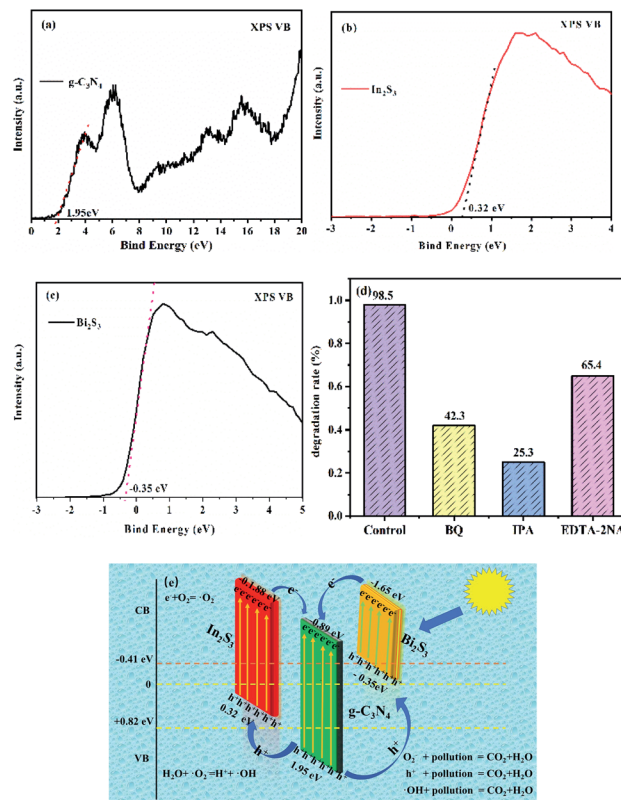 (a)
XPS VB
g-C₃N₄
Intensity (a.u.)
1.95eV
0 2 4 6 8 10 12 14 16 18 20
Bind Energy (eV)
(b)
XPS VB
In₂S₃
Intensity (a.u.)
0.32 eV
-3 -2 -1 0 1 2 3 4
Bind Energy (eV)
(c)
XPS VB
Bi₂S₃
Intensity (a.u.)
-0.35 eV
-3 -2 -1 0 1 2 3 4 5
Bind Energy (eV)
(d)
degradation rate (%)
1.0
0.8
0.6
0.4
0.2
0.0
98.5
42.3
25.3
65.4
Control BQ IPA EDTA-2NA
(e)
e⁻+O₂= ·O₂⁻
CB
-0.41 eV
0
+0.82 eV
VB
H₂O+ ·O₂⁻=H⁺+ ·OH
-0.1.88 eV
e⁻e⁻e⁻e⁻e⁻e⁻
In₂S₃
h⁺h⁺h⁺h⁺h⁺h⁺
0.32 eV
h⁺
e⁻
-0.89 eV
e⁻e⁻e⁻e⁻e⁻e⁻
g-C₃N₄
h⁺h⁺h⁺h⁺h⁺h⁺
1.95 eV
e⁻
-1.65 eV
e⁻e⁻e⁻e⁻e⁻e⁻
Bi₂S₃
h⁺h⁺h⁺h⁺h⁺h⁺
- 0.35eV
h⁺
O₂⁻ + pollution = CO₂+H₂O
h⁺ + pollution = CO₂+H₂O
·OH+ pollution = CO₂+H₂O